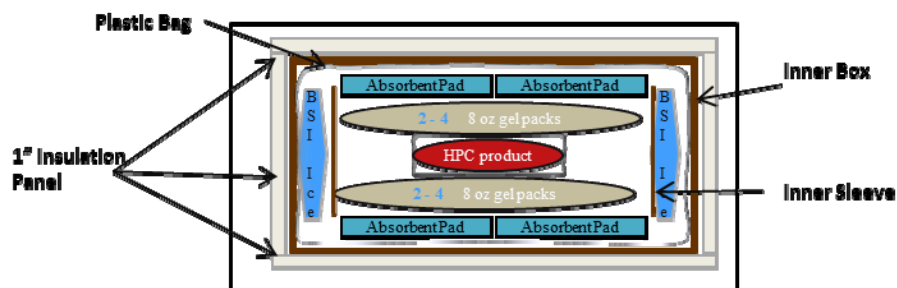 Plastic Bag
Inner Box
AbsorbentPad AbsorbentPad
2 - 4 8 oz gel packs
BSI Ice
HPC product
BSI Ice
1" Insulation
Panel
2 - 4 8 oz gel packs
Inner Sleeve
AbsorbentPad AbsorbentPad